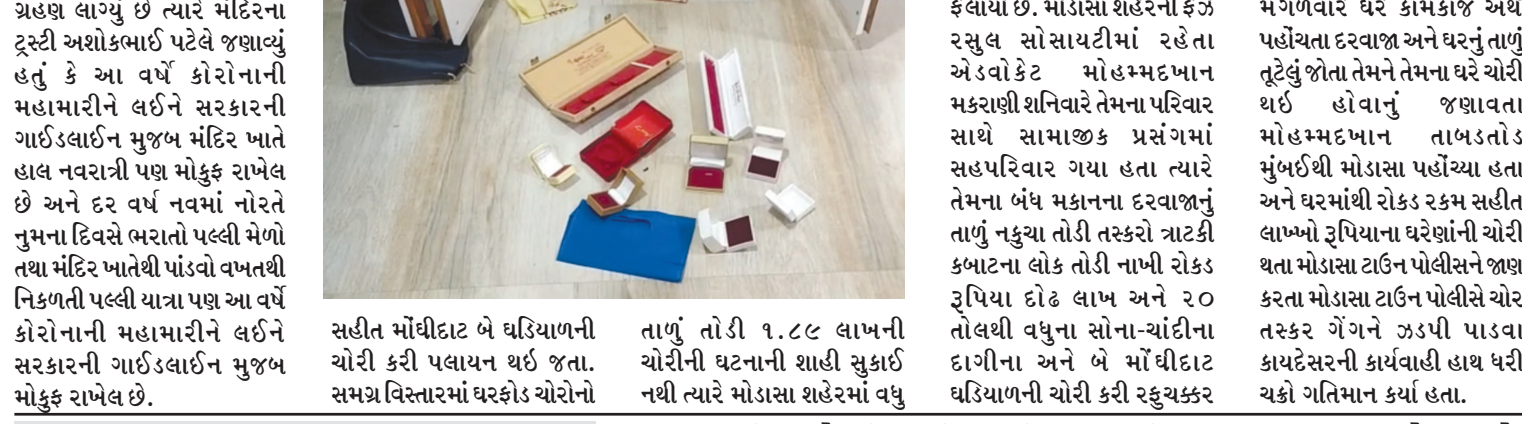 ગ્રહણ લાગ્યું છે ત્યારે મંદિરના
ટ્રસ્ટી અશોકભાઈ પટેલે જણાવ્યું
હતું કે આ વર્ષે કોરોનાની
મહામારીને લઈને સરકારની
ગાઈડલાઈન મુજબ મંદિર ખાતે
હાલ નવરાત્રી પણ મોકુફ રાખેલ
છે અને દર વર્ષ નવમાં નોરતે
નુમના દિવસે ભરાતો પલ્લી મેળો
તથા મંદિર ખાતેથી પાંડવો વખતથી
નિકળતી પલ્લી યાત્રા પણ આ વર્ષે
કોરોનાની મહામારીને લઈને
સરકારની ગાઈડલાઈન મુજબ
મોકુફ રાખેલ છે.
સહીત મોંઘીદાટ બે ઘડિયાળની
ચોરી કરી પલાયન થઇ જતા.
સમગ્ર વિસ્તારમાં ઘરફોડ ચોરોનો
તાળું તોડી ૧.૮૯ લાખની
ચોરીની ઘટનાની શાહી સુકાઈ
નથી ત્યારે મોડાસા શહેરમાં વધુ
ફેલાયો છે. મોડાસા શહેરની ફૈઝ
રસુલ સોસાયટીમાં રહેતા
એડવોકેટ મોહમ્મદખાન
મકરાણી શનિવારે તેમના પરિવાર
સાથે સામાજીક પ્રસંગમાં
સહપરિવાર ગયા હતા ત્યારે
તેમના બંધ મકાનના દરવાજાનું
તાળું નકુચા તોડી તસ્કરો ત્રાટકી
કબાટના લોક તોડી નાખી રોકડ
રૂપિયા દોઢ લાખ અને ૨૦
તોલથી વધુના સોના-ચાંદીના
દાગીના અને બે મોંઘીદાટ
ઘડિયાળની ચોરી કરી રફુચક્કર
મંગળવારે ઘરે કામકાજ અર્થે
પહોંચતા દરવાજા અને ઘરનું તાળું
તૂટેલું જોતા તેમને તેમના ઘરે ચોરી
થઇ હોવાનું જણાવતા
મોહમ્મદખાન તાબડતોડ
મુંબઈથી મોડાસા પહોંચ્યા હતા
અને ઘરમાંથી રોકડ રકમ સહીત
લાખ્ખો રૂપિયાના ઘરેણાંની ચોરી
થતા મોડાસા ટાઉન પોલીસને જાણ
કરતા મોડાસા ટાઉન પોલીસે ચોર
તસ્કર ગેંગને ઝડપી પાડવા
કાયદેસરની કાર્યવાહી હાથ ધરી
ચક્રો ગતિમાન કર્યા હતા.